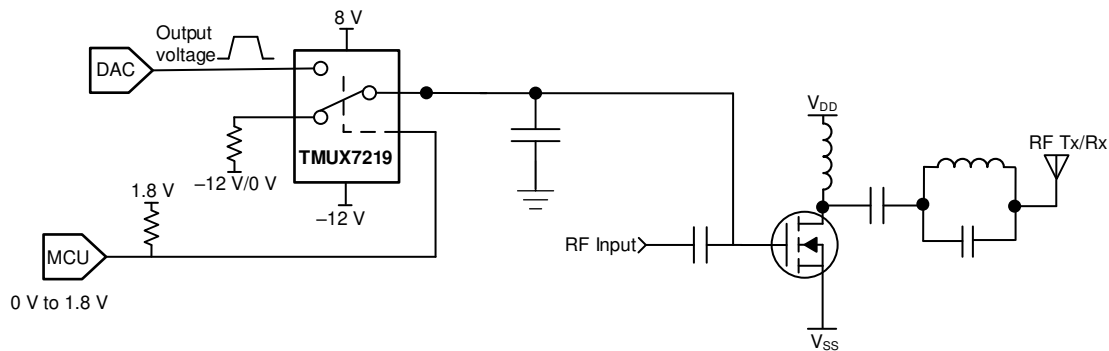 8 V
Output
voltage
DAC
TMUX7219
–12 V/0 V
1.8 V
–12 V
MCU
0 V to 1.8 V
RF Input
VDD
RF Tx/Rx
VSS